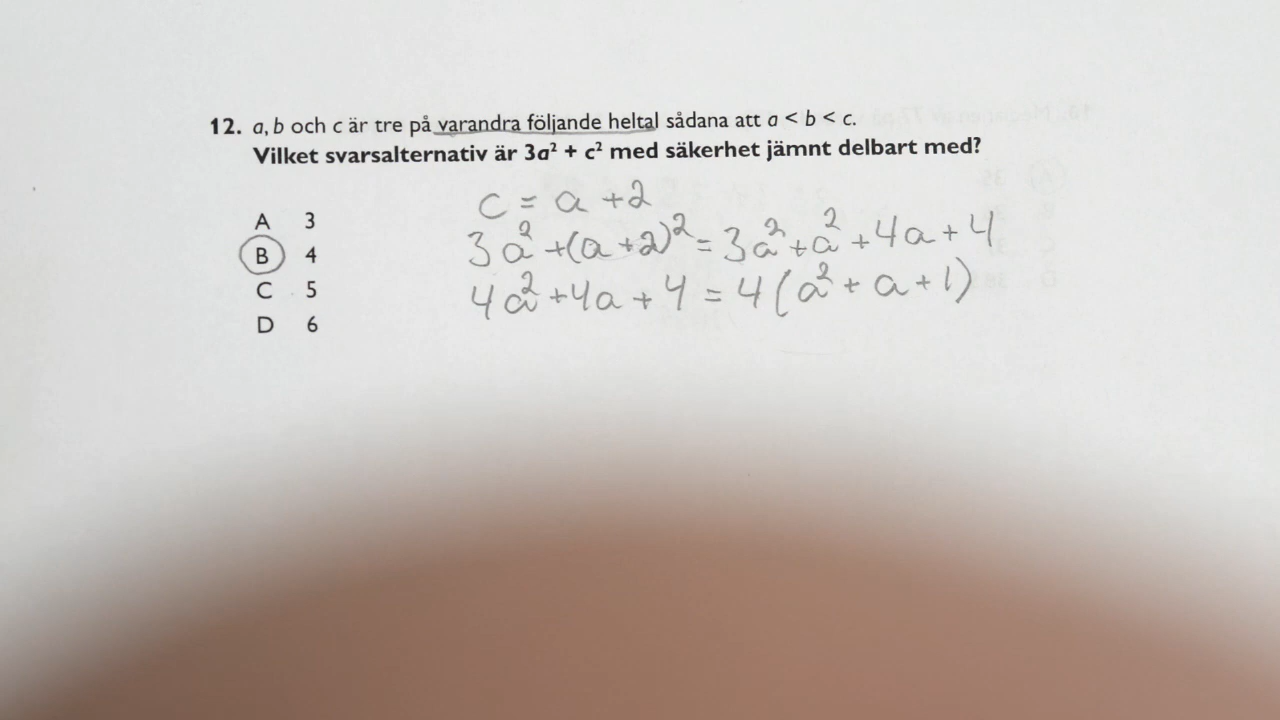 12. a, b och c är tre på varandra följande heltal sådana att a < b < c.
Vilket svarsalternativ är 3a² + c² med säkerhet jämnt delbart med?
c = a + 2
A 3
3a² + (a + 2)² = 3a² + a² + 4a + 4
B 4
4a² + 4a + 4 = 4(a² + a + 1)
C 5
D 6